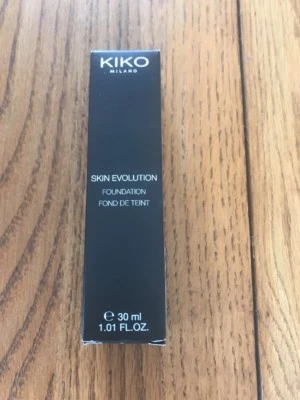 KIKO
MILANO
SKIN EVOLUTION
FOUNDATION
FOND DE TEINT
℮ 30 ml
1.01 FL.OZ.